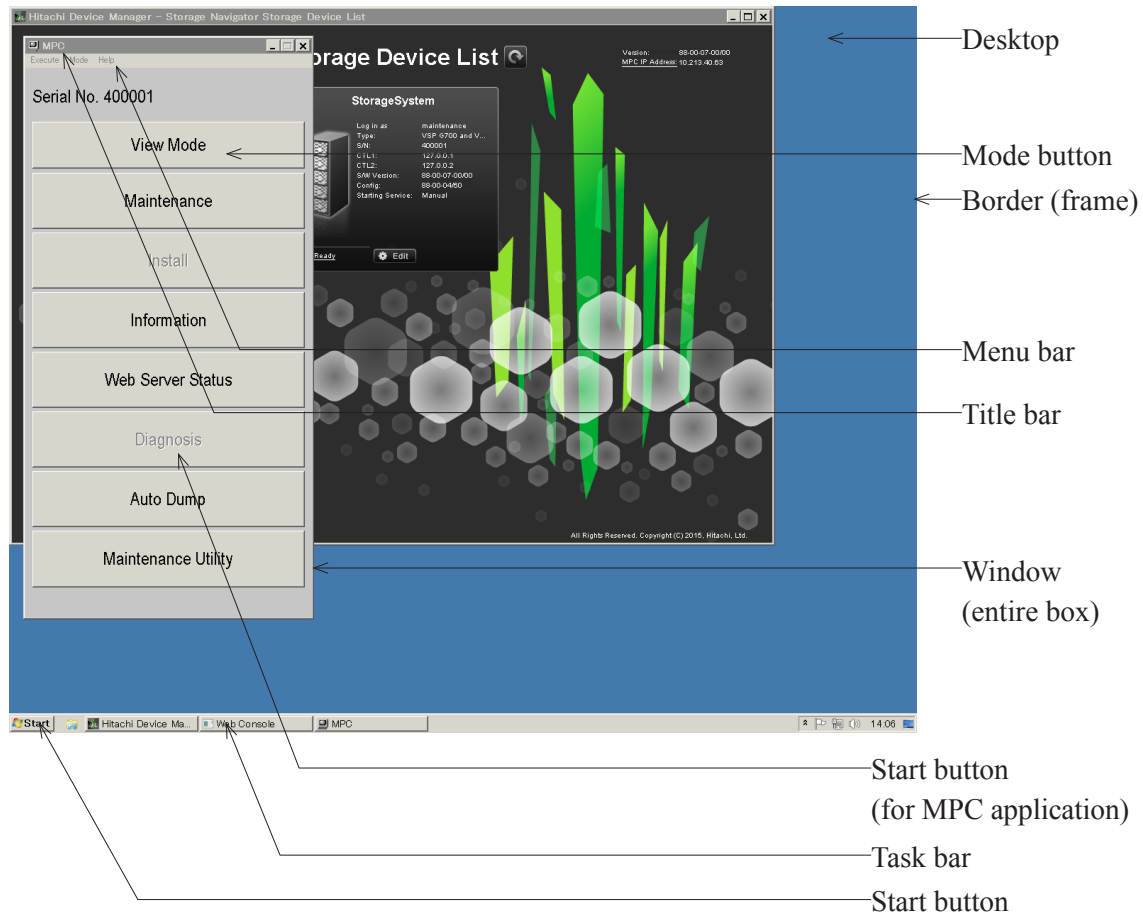 Hitachi Device Manager - Storage Navigator Storage Device List
Desktop
MPC
Execute Mode Help
orage Device List
Version: 88-00-07-00/00
MPC IP Address: 10.213.40.63
Serial No. 400001
StorageSystem
Log in as maintenance
Type: VSP G700 and V...
S/N: 400001
CTL1: 127.0.0.1
CTL2: 127.0.0.2
S/W Version: 88-00-07-00/00
Config: 88-00-04/60
Starting Service: Manual
Ready
Edit
View Mode
Maintenance
Install
Information
Web Server Status
Diagnosis
Auto Dump
Maintenance Utility
All Rights Reserved. Copyright (C) 2015, Hitachi, Ltd.
Mode button
Border (frame)
Menu bar
Title bar
Window
(entire box)
Start
Hitachi Device Ma...
Web Console
MPC
14:06
Start button
(for MPC application)
Task bar
Start button